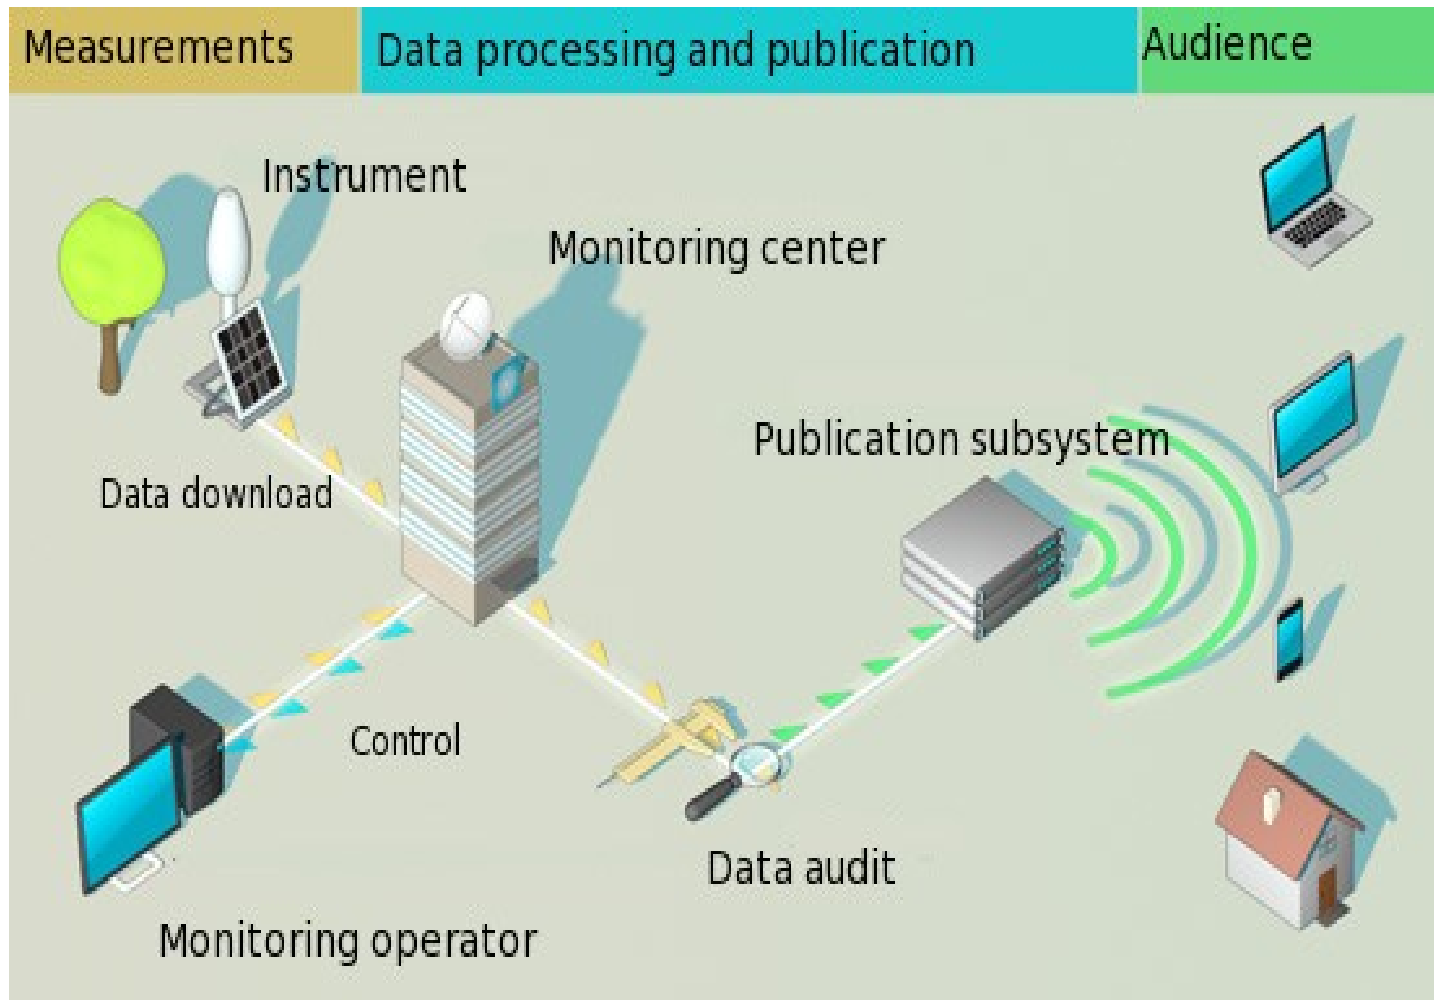 Measurements
Data processing and publication
Audience
Instrument
Monitoring center
Publication subsystem
Data download
Control
Data audit
Monitoring operator